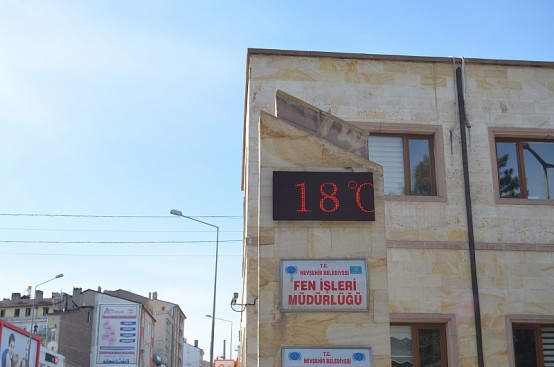 18°C
T.C.
NEVŞEHİR BELEDİYESİ
FEN İŞLERİ
MÜDÜRLÜĞÜ
T.C.
NEVŞEHİR BELEDİYESİ